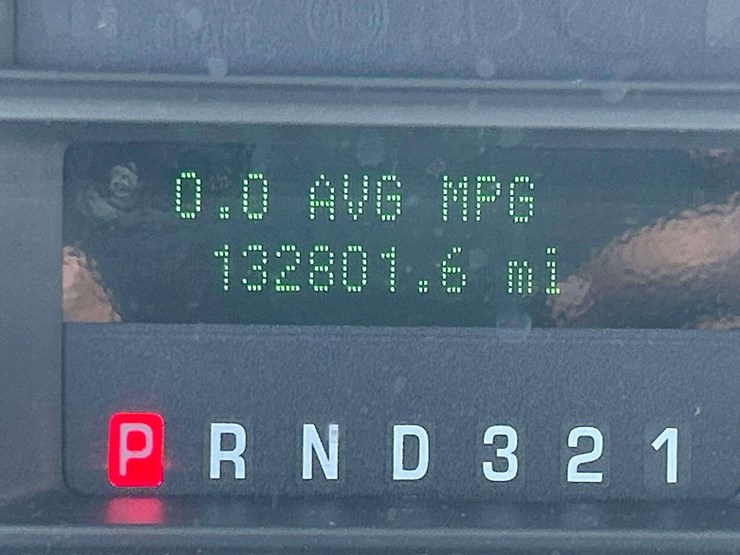 0.0 AVG MPG
132801.6 mi
P R N D 3 2 1